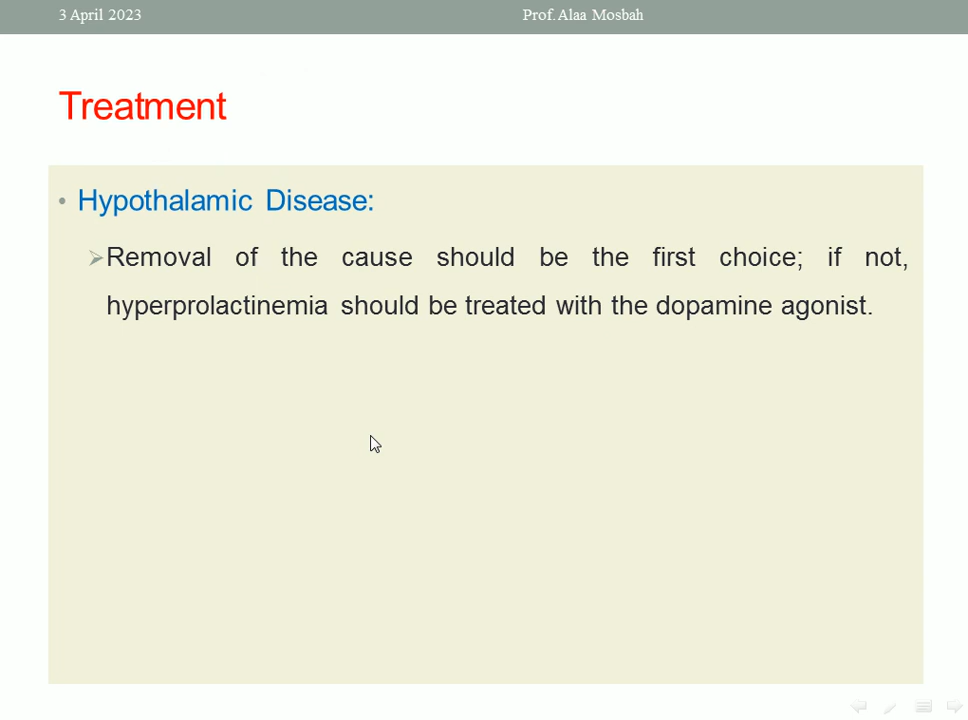 3 April 2023 Prof. Alaa Mosbah
Treatment
• Hypothalamic Disease:
➢Removal of the cause should be the first choice; if not,
hyperprolactinemia should be treated with the dopamine agonist.